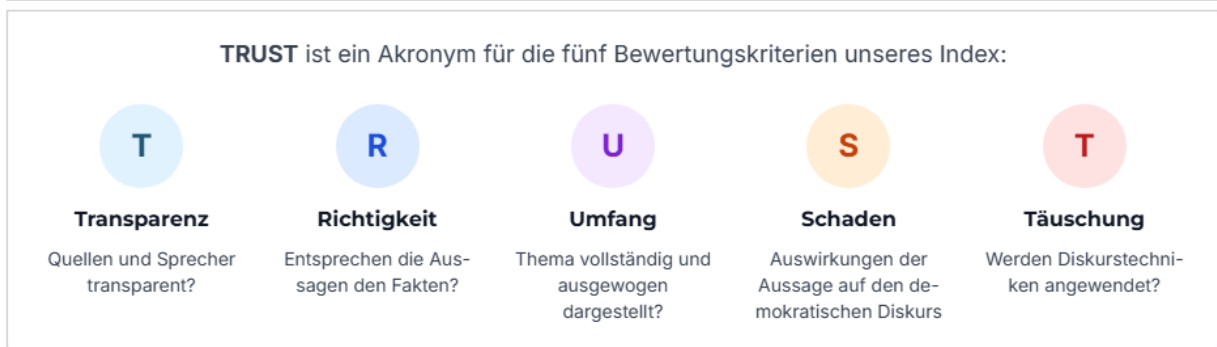 TRUST ist ein Akronym für die fünf Bewertungskriterien unseres Index:
T
R
U
S
T
Transparenz
Richtigkeit
Umfang
Schaden
Täuschung
Quellen und Sprecher
transparent?
Entsprechen die Aus-
sagen den Fakten?
Thema vollständig und
ausgewogen
dargestellt?
Auswirkungen der
Aussage auf den de-
mokratischen Diskurs
Werden Diskurstechni-
ken angewendet?